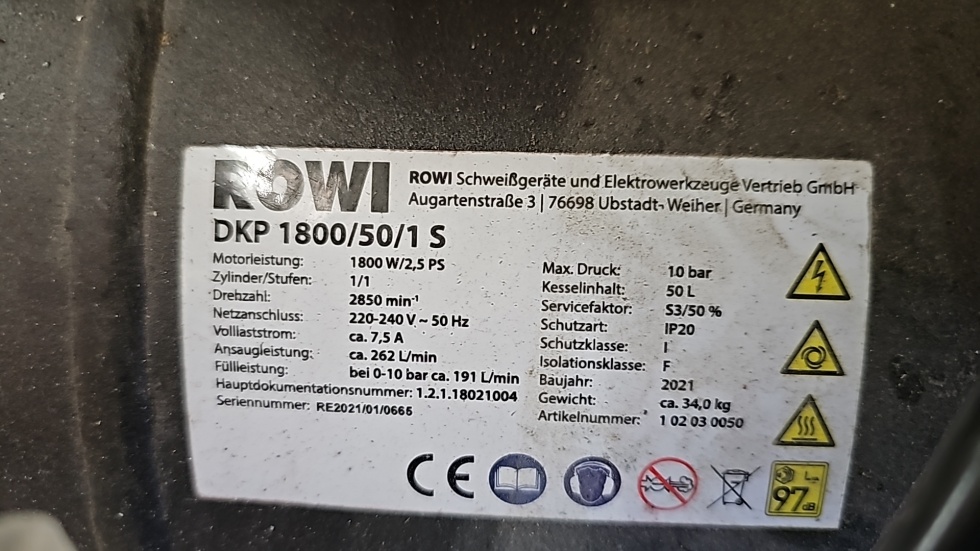 ROWI
ROWI Schweißgeräte und Elektrowerkzeuge Vertrieb GmbH
Augartenstraße 3 | 76698 Ubstadt- Weiher | Germany
DKP 1800/50/1 S
Motorleistung: 1800 W/2,5 PS
Zylinder/Stufen: 1/1
Drehzahl: 2850 min⁻¹
Netzanschluss: 220-240 V ~ 50 Hz
Volllaststrom: ca. 7,5 A
Ansaugleistung: ca. 262 L/min
Füllleistung: bei 0-10 bar ca. 191 L/min
Hauptdokumentationsnummer: 1.2.1.18021004
Seriennummer: RE2021/01/0665
Max. Druck: 10 bar
Kesselinhalt: 50 L
Servicefaktor: S3/50 %
Schutzart: IP20
Schutzklasse: I
Isolationsklasse: F
Baujahr: 2021
Gewicht: ca. 34,0 kg
Artikelnummer: 1 02 03 0050
CE
97 dB